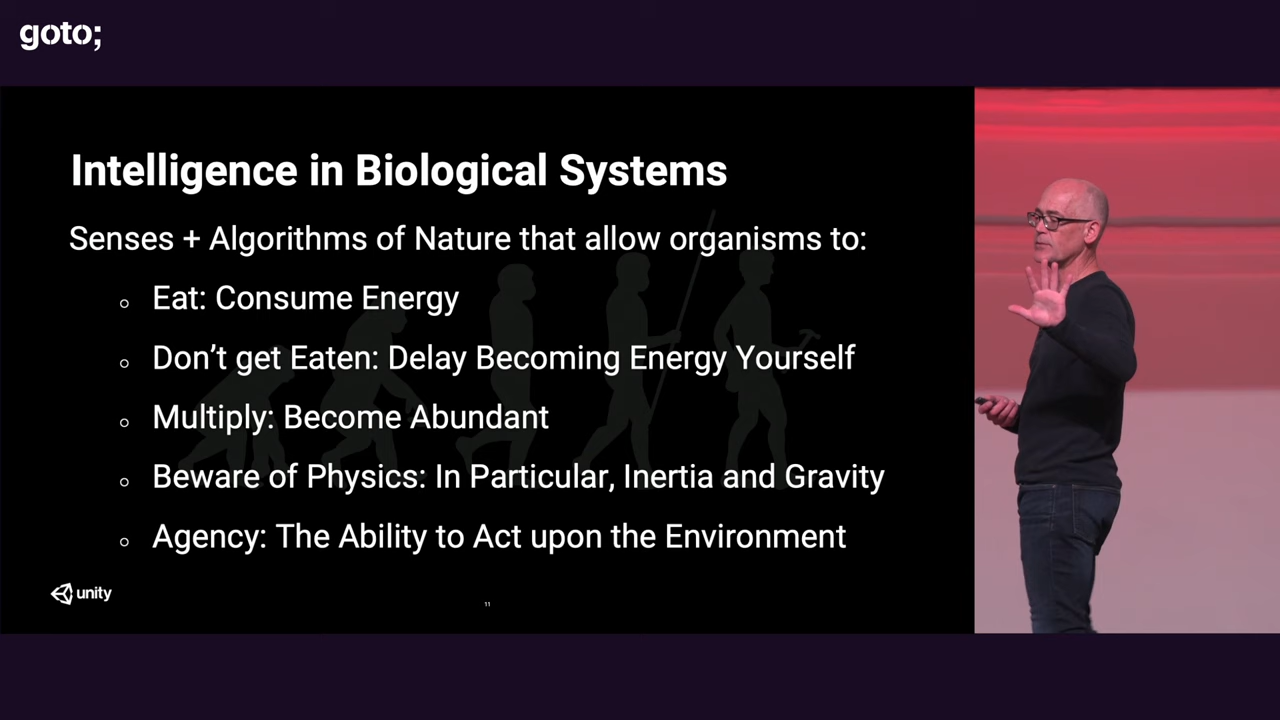 goto;
Intelligence in Biological Systems
Senses + Algorithms of Nature that allow organisms to:
Eat: Consume Energy
Don’t get Eaten: Delay Becoming Energy Yourself
Multiply: Become Abundant
Beware of Physics: In Particular, Inertia and Gravity
Agency: The Ability to Act upon the Environment
unity
11